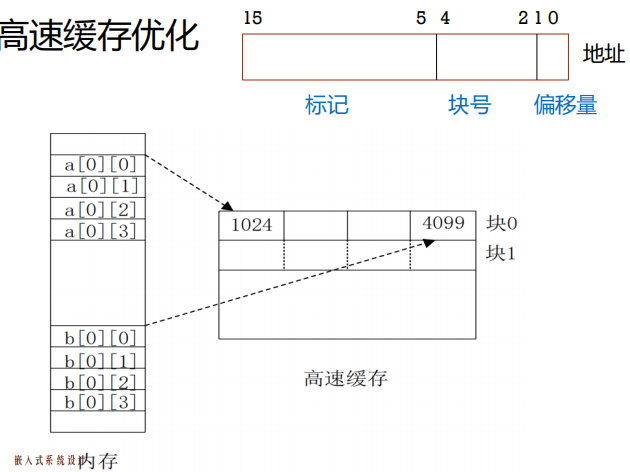 高速缓存优化
15 5 4 2 1 0
地址
标记 块号 偏移量
a[0][0]
a[0][1]
a[0][2]
a[0][3]
1024 4099 块0
块1
b[0][0]
b[0][1]
b[0][2]
b[0][3]
高速缓存
嵌入式系统设计
内存